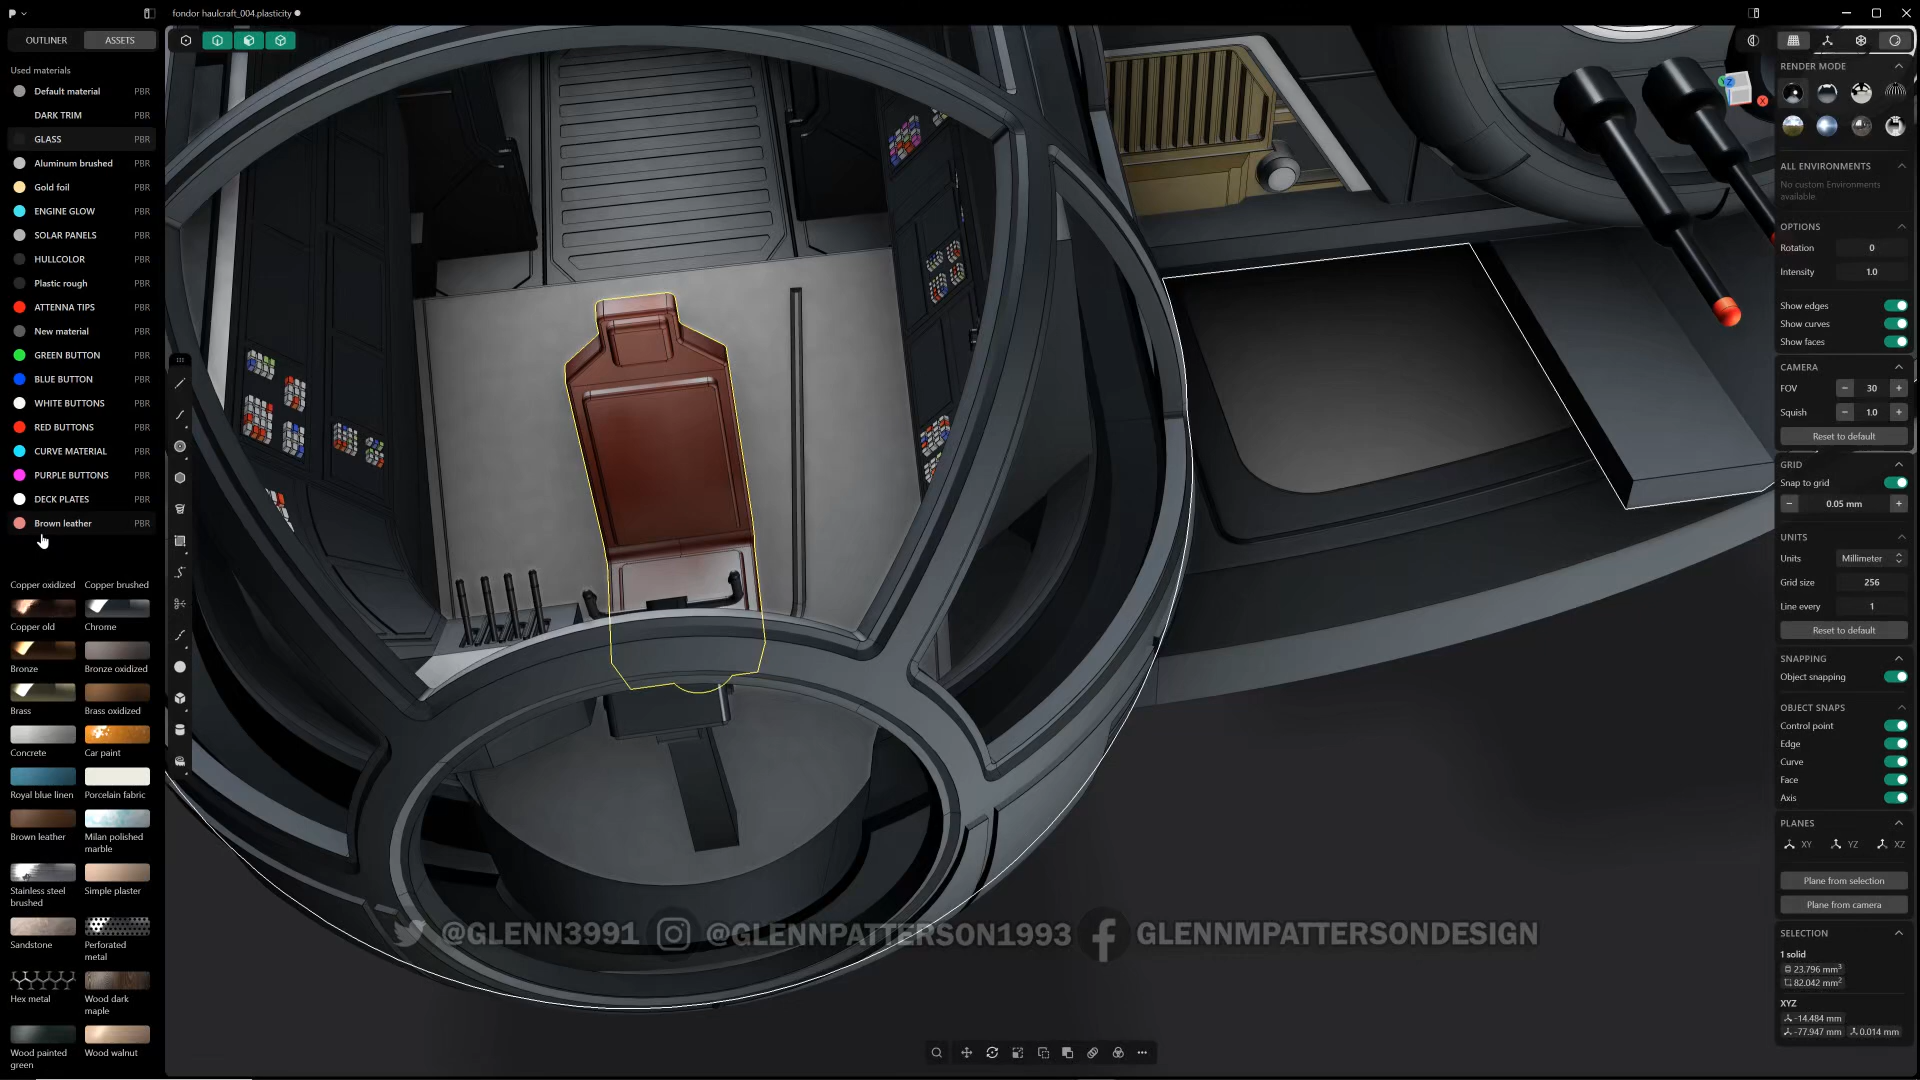 fondor haulcraft_004.plasticity
OUTLINER
ASSETS
Used materials
Default material PBR
DARK TRIM PBR
GLASS PBR
Aluminum brushed PBR
Gold foil PBR
ENGINE GLOW PBR
SOLAR PANELS PBR
HULLCOLOR PBR
Plastic rough PBR
ATTENNA TIPS PBR
New material PBR
GREEN BUTTON PBR
BLUE BUTTON PBR
WHITE BUTTONS PBR
RED BUTTONS PBR
CURVE MATERIAL PBR
PURPLE BUTTONS PBR
DECK PLATES PBR
Brown leather PBR
Copper oxidized Copper brushed
Copper old Chrome
Bronze Bronze oxidized
Brass Brass oxidized
Concrete Car paint
Royal blue linen Porcelain fabric
Brown leather Milan polished
marble
Stainless steel
brushed
Simple plaster
Sandstone Perforated
metal
Hex metal Wood dark
maple
Wood painted
green
Wood walnut
@GLENN3991 @GLENNPATTERSON1993 GLENNMPATTERSONDESIGN
YZ
X
RENDER MODE
ALL ENVIRONMENTS
No custom Environments
available.
OPTIONS
Rotation 0
Intensity 1.0
Show edges
Show curves
Show faces
CAMERA
FOV − 30 +
Squish − 1.0 +
Reset to default
GRID
Snap to grid
− 0.05 mm +
UNITS
Units Millimeter
Grid size 256
Line every 1
Reset to default
SNAPPING
Object snapping
OBJECT SNAPS
Control point
Edge
Curve
Face
Axis
PLANES
XY YZ XZ
Plane from selection
Plane from camera
SELECTION
1 solid
23.796 mm³
82.042 mm²
XYZ
-14.484 mm
-77.947 mm 0.014 mm